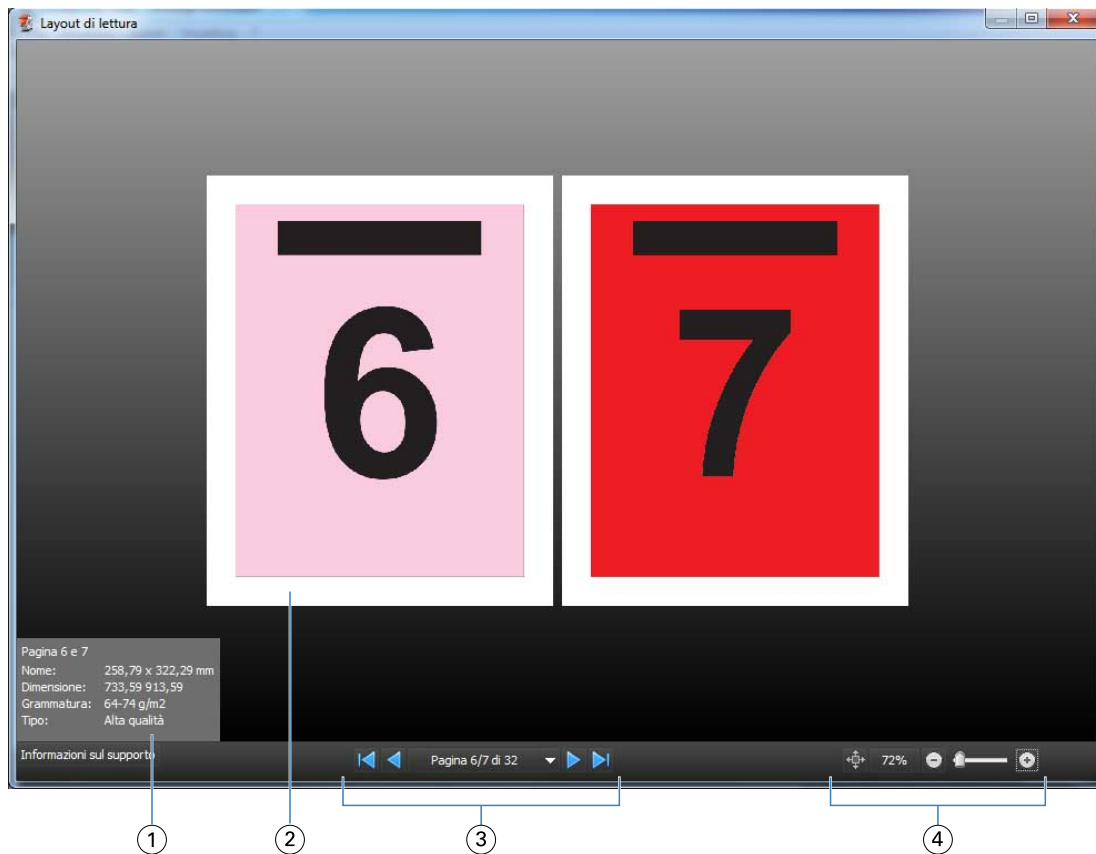 Layout di lettura
6
7
Pagina 6 e 7
Nome: 258,79 x 322,29 mm
Dimensione: 733,59 913,59
Grammatura: 64-74 g/m2
Tipo: Alta qualità
Informazioni sul supporto
Pagina 6/7 di 32
72%
1
2
3
4